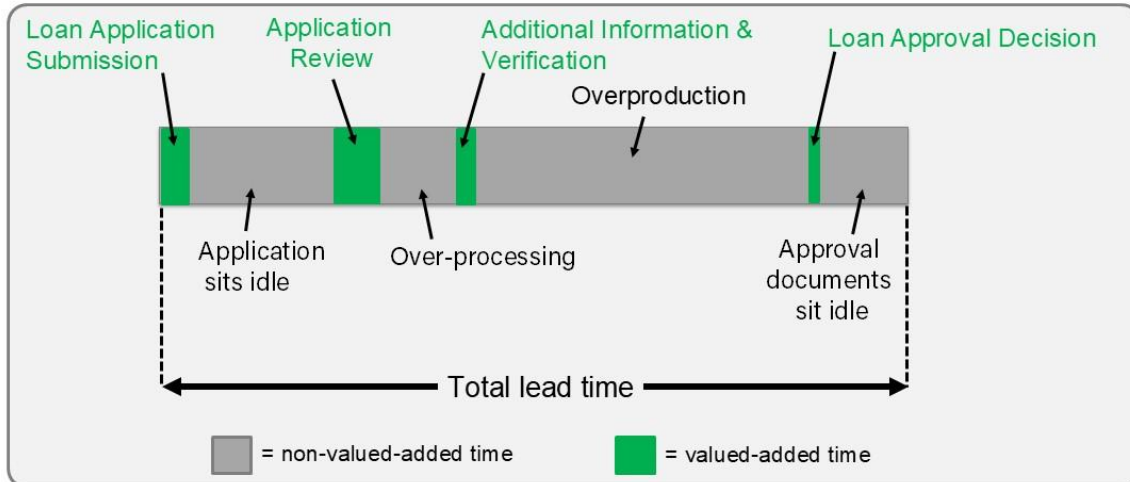 Loan Application
Submission
Application
Review
Additional Information &
Verification
Loan Approval Decision
Overproduction
Application
sits idle
Over-processing
Approval
documents
sit idle
Total lead time
= non-valued-added time
= valued-added time